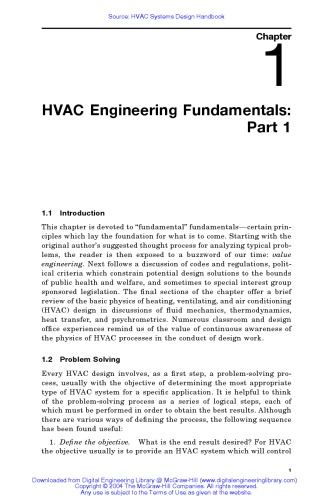 Source: HVAC Systems Design Handbook
Chapter
1
HVAC Engineering Fundamentals:
Part 1
1.1 Introduction
This chapter is devoted to “fundamental” fundamentals—certain prin-
ciples which lay the foundation for what is to come. Starting with the
original author’s suggested thought process for analyzing typical prob-
lems, the reader is then exposed to a buzzword of our time: value
engineering. Next follows a discussion of codes and regulations, polit-
ical criteria which constrain potential design solutions to the bounds
of public health and welfare, and sometimes to special interest group
sponsored legislation. The final sections of the chapter offer a brief
review of the basic physics of heating, ventilating, and air conditioning
(HVAC) design in discussions of fluid mechanics, thermodynamics,
heat transfer, and psychrometrics. Numerous classroom and design
office experiences remind us of the value of continuous awareness of
the physics of HVAC processes in the conduct of design work.
1.2 Problem Solving
Every HVAC design involves, as a first step, a problem-solving pro-
cess, usually with the objective of determining the most appropriate
type of HVAC system for a specific application. It is helpful to think
of the problem-solving process as a series of logical steps, each of
which must be performed in order to obtain the best results. Although
there are various ways of defining the process, the following sequence
has been found useful:
1. Define the objective. What is the end result desired? For HVAC
the objective usually is to provide an HVAC system which will control
1
Downloaded from Digital Engineering Library @ McGraw-Hill (www.digitalengineeringlibrary.com)
Copyright © 2004 The McGraw-Hill Companies. All rights reserved.
Any use is subject to the Terms of Use as given at the website.